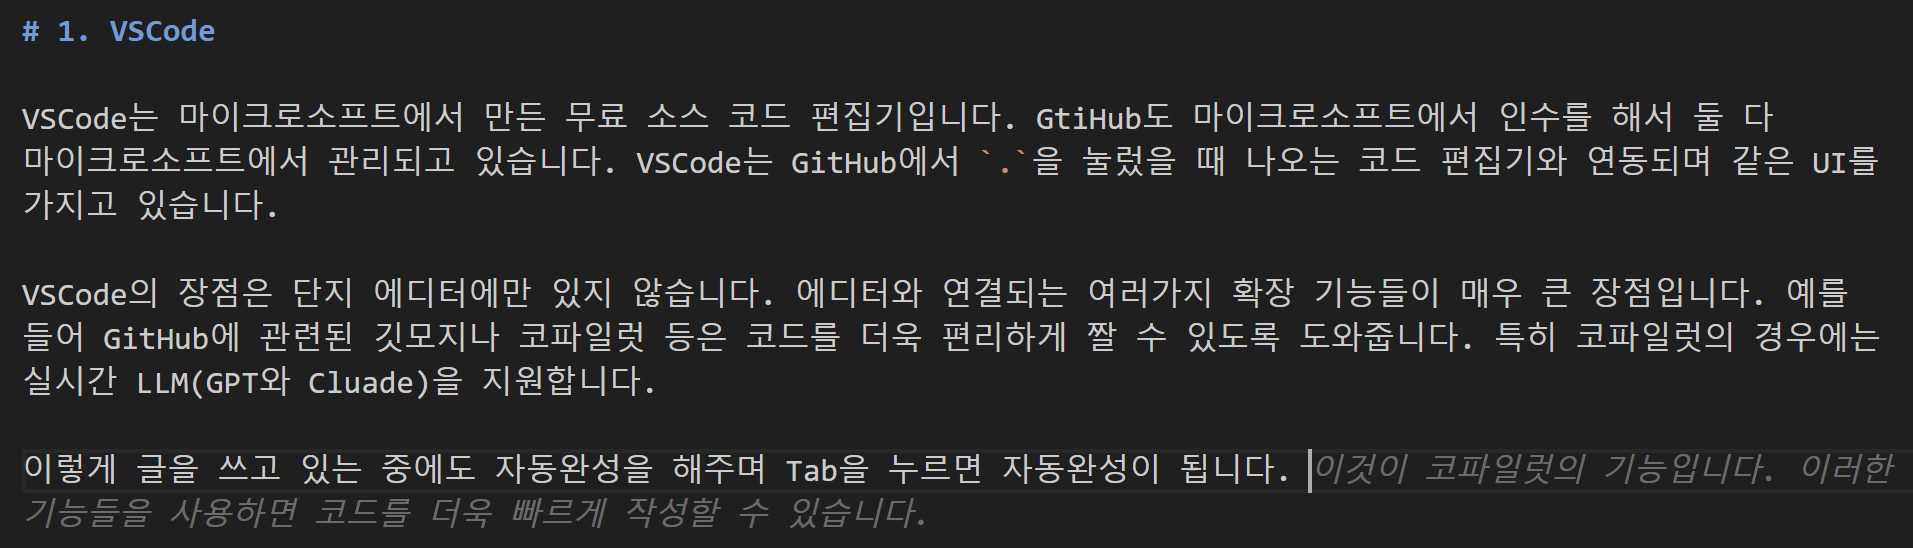 # 1. VSCode
VSCode는 마이크로소프트에서 만든 무료 소스 코드 편집기입니다. GtiHub도 마이크로소프트에서 인수를 해서 둘 다
마이크로소프트에서 관리되고 있습니다. VSCode는 GitHub에서 `.`을 눌렀을 때 나오는 코드 편집기와 연동되며 같은 UI를
가지고 있습니다.
VSCode의 장점은 단지 에디터에만 있지 않습니다. 에디터와 연결되는 여러가지 확장 기능들이 매우 큰 장점입니다. 예를
들어 GitHub에 관련된 깃모지나 코파일럿 등은 코드를 더욱 편리하게 짤 수 있도록 도와줍니다. 특히 코파일럿의 경우에는
실시간 LLM(GPT와 Cluade)을 지원합니다.
이렇게 글을 쓰고 있는 중에도 자동완성을 해주며 Tab을 누르면 자동완성이 됩니다. 이것이 코파일럿의 기능입니다. 이러한
기능들을 사용하면 코드를 더욱 빠르게 작성할 수 있습니다.